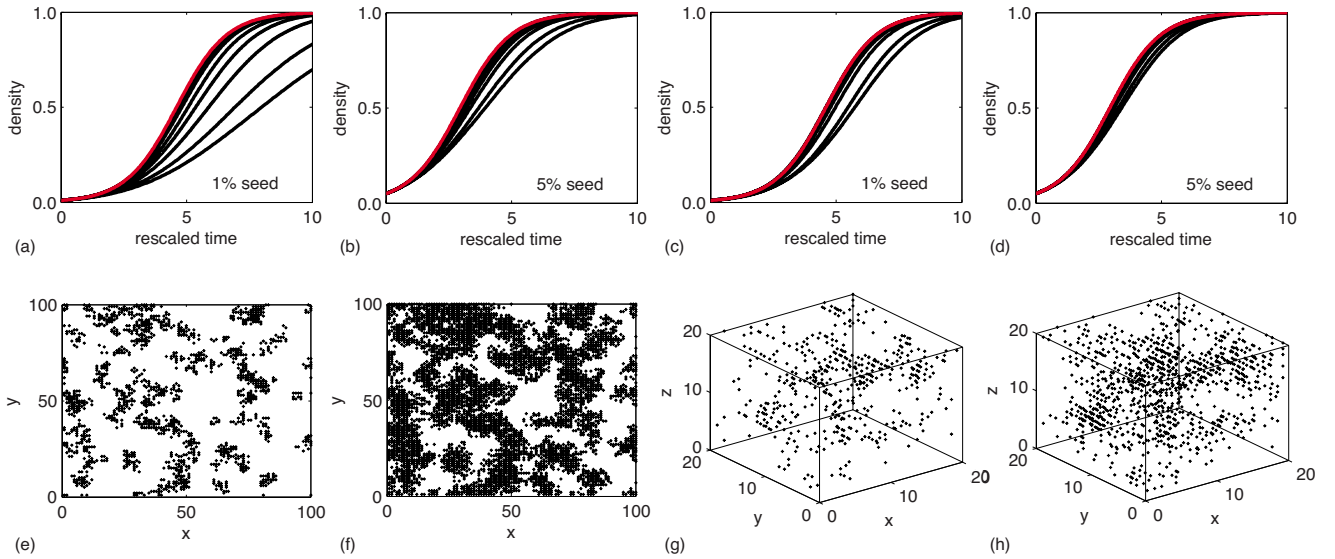 1.0
0.5
0.0
density
0 5 10
rescaled time
1% seed
(a)
1.0
0.5
0.0
density
0 5 10
rescaled time
5% seed
(b)
1.0
0.5
0.0
density
0 5 10
rescaled time
1% seed
(c)
1.0
0.5
0.0
density
0 5 10
rescaled time
5% seed
(d)
100
50
0
y
0 50 100
x
(e)
100
50
0
y
0 50 100
x
(f)
20
10
0
z
20
10
0
y
0
10
20
x
(g)
20
10
0
z
20
10
0
y
0
10
20
x
(h)